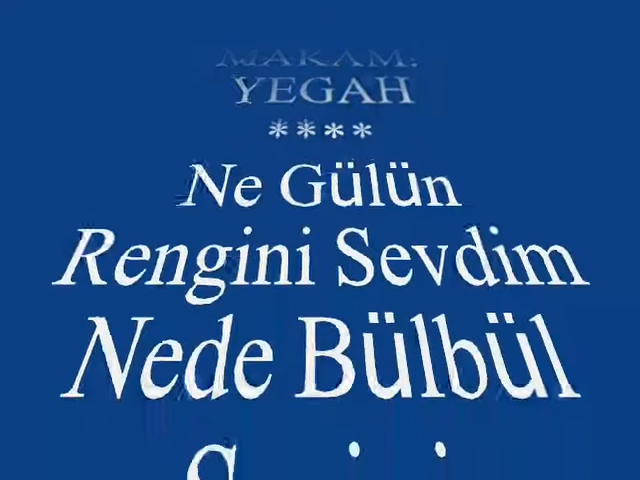 MAKAM:
YEGAH
****
Ne Gülün
Rengini Sevdim
Nede Bülbül